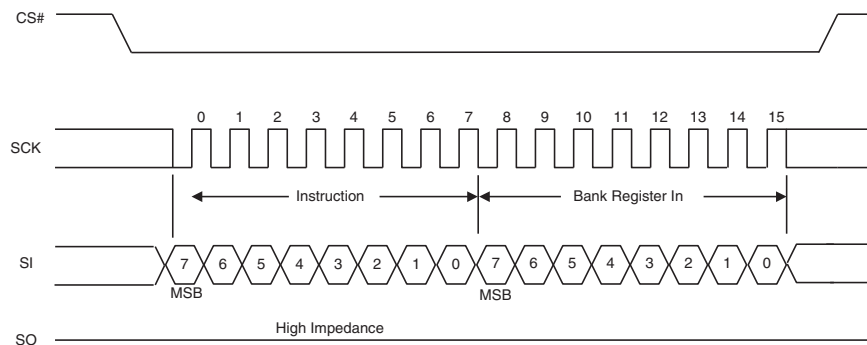 CS#
0 1 2 3 4 5 6 7 8 9 10 11 12 13 14 15
SCK
Instruction Bank Register In
SI 7 6 5 4 3 2 1 0 7 6 5 4 3 2 1 0
MSB MSB
High Impedance
SO